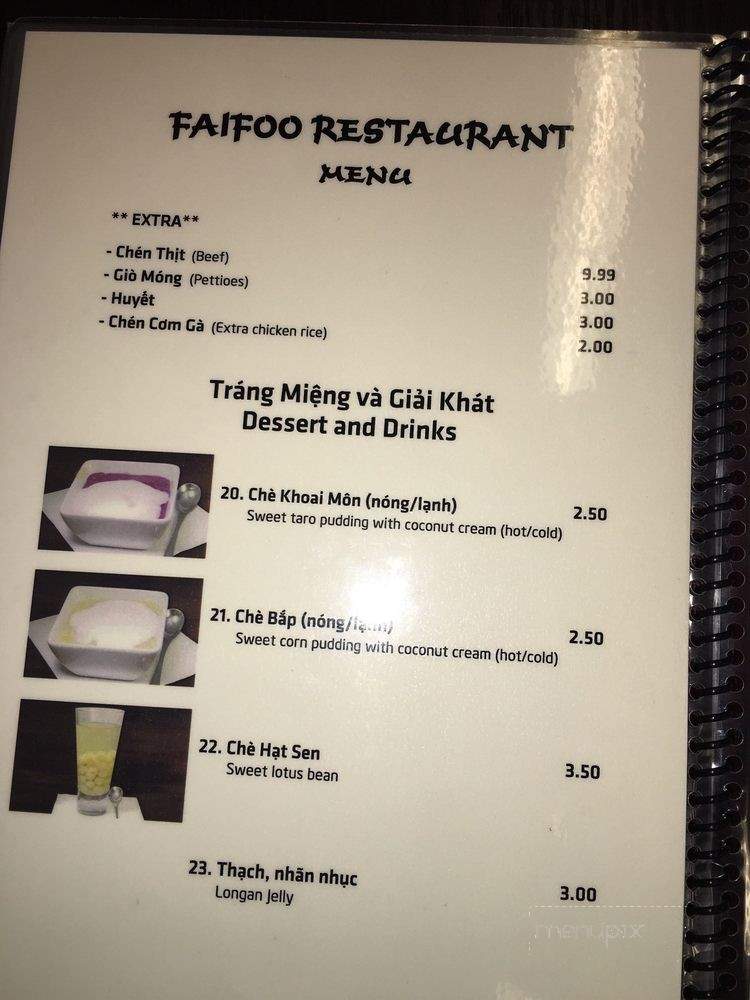 FAIFOO RESTAURANT
MENU
** EXTRA**
- Chén Thịt (Beef) 9.99
- Giò Móng (Pettioes) 3.00
- Huyết 3.00
- Chén Cơm Gà (Extra chicken rice) 2.00
Tráng Miệng và Giải Khát
Dessert and Drinks
20. Chè Khoai Môn (nóng/lạnh) 2.50
Sweet taro pudding with coconut cream (hot/cold)
21. Chè Bắp (nóng/lạnh) 2.50
Sweet corn pudding with coconut cream (hot/cold)
22. Chè Hạt Sen 3.50
Sweet lotus bean
23. Thạch, nhãn nhục 3.00
Longan Jelly
menupix